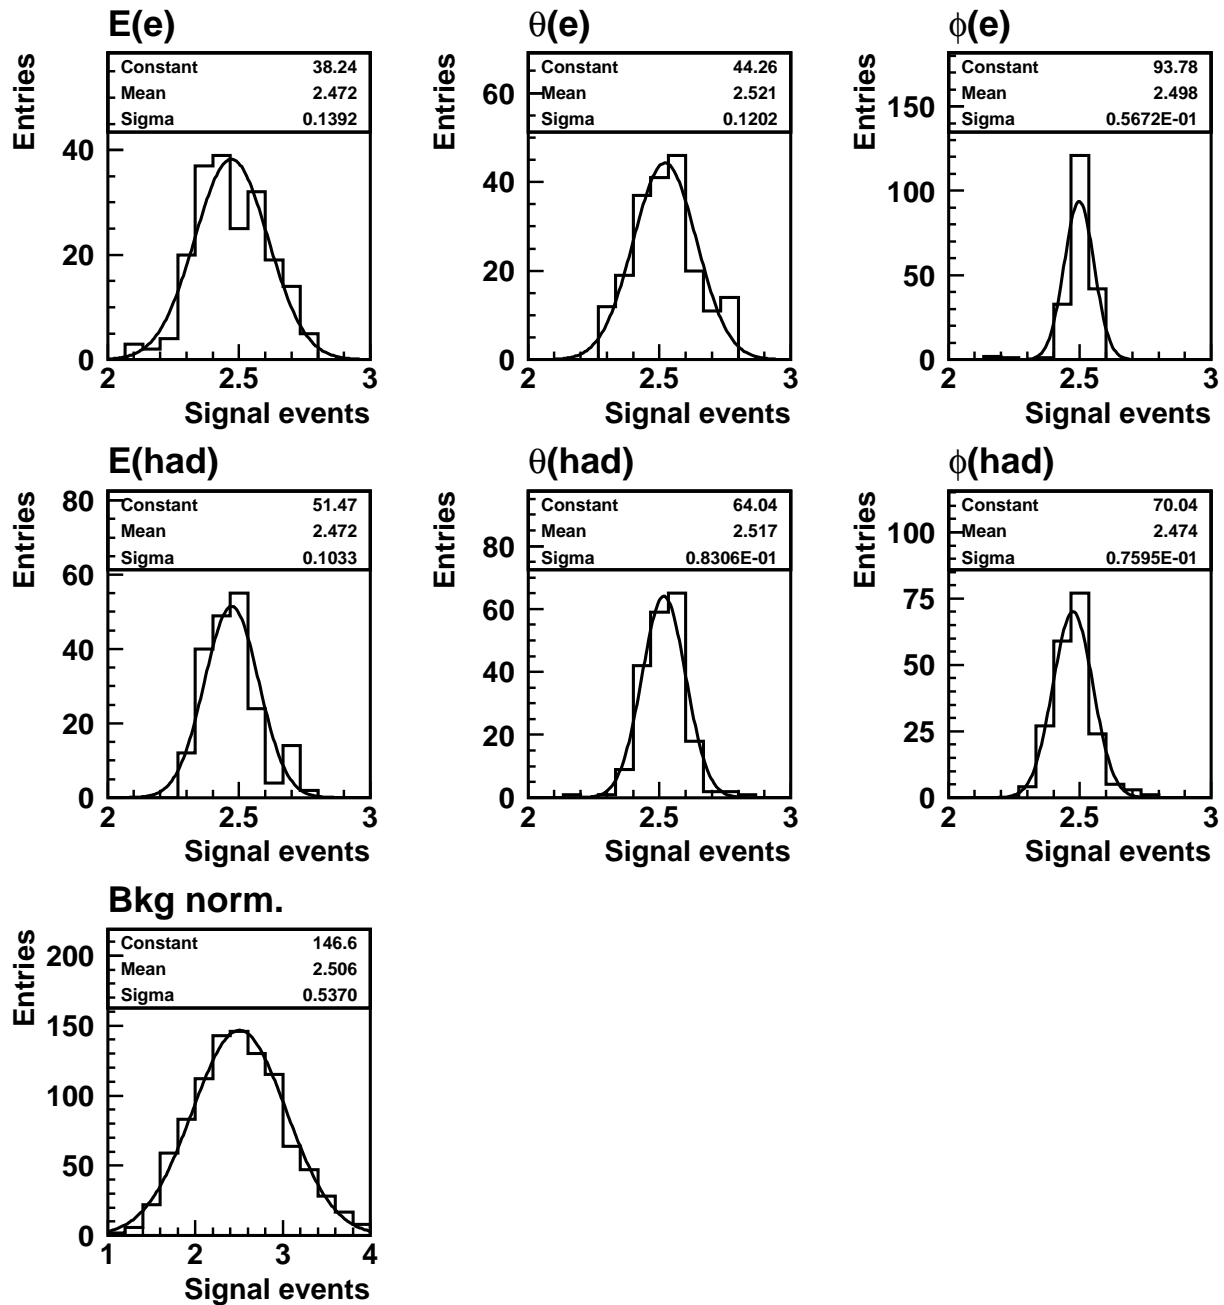 E(e)
Entries
Constant 38.24
Mean 2.472
Sigma 0.1392
40
20
0
2 2.5 3
Signal events
θ(e)
Entries
Constant 44.26
Mean 2.521
Sigma 0.1202
60
40
20
0
2 2.5 3
Signal events
ϕ(e)
Entries
Constant 93.78
Mean 2.498
Sigma 0.5672E-01
150
100
50
0
2 2.5 3
Signal events
E(had)
Entries
Constant 51.47
Mean 2.472
Sigma 0.1033
80
60
40
20
0
2 2.5 3
Signal events
θ(had)
Entries
Constant 64.04
Mean 2.517
Sigma 0.8306E-01
80
60
40
20
0
2 2.5 3
Signal events
ϕ(had)
Entries
Constant 70.04
Mean 2.474
Sigma 0.7595E-01
100
75
50
25
0
2 2.5 3
Signal events
Bkg norm.
Entries
Constant 146.6
Mean 2.506
Sigma 0.5370
200
150
100
50
0
1 2 3 4
Signal events